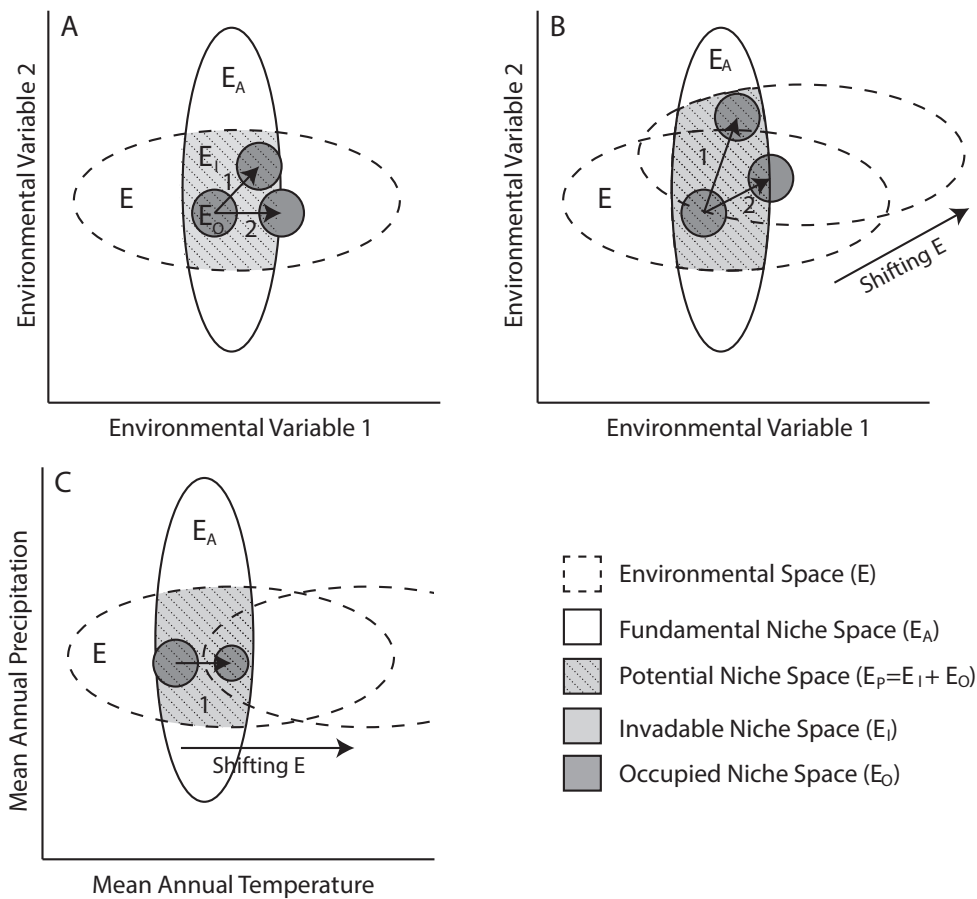 A
Environmental Variable 2
E_A
E
E_I
1
E_O
2
Environmental Variable 1
B
Environmental Variable 2
E_A
E
1
2
Shifting E
Environmental Variable 1
C
Mean Annual Precipitation
E_A
E
1
Shifting E
Mean Annual Temperature
Environmental Space (E)
Fundamental Niche Space (E_A)
Potential Niche Space (E_P=E_I + E_O)
Invadable Niche Space (E_I)
Occupied Niche Space (E_O)